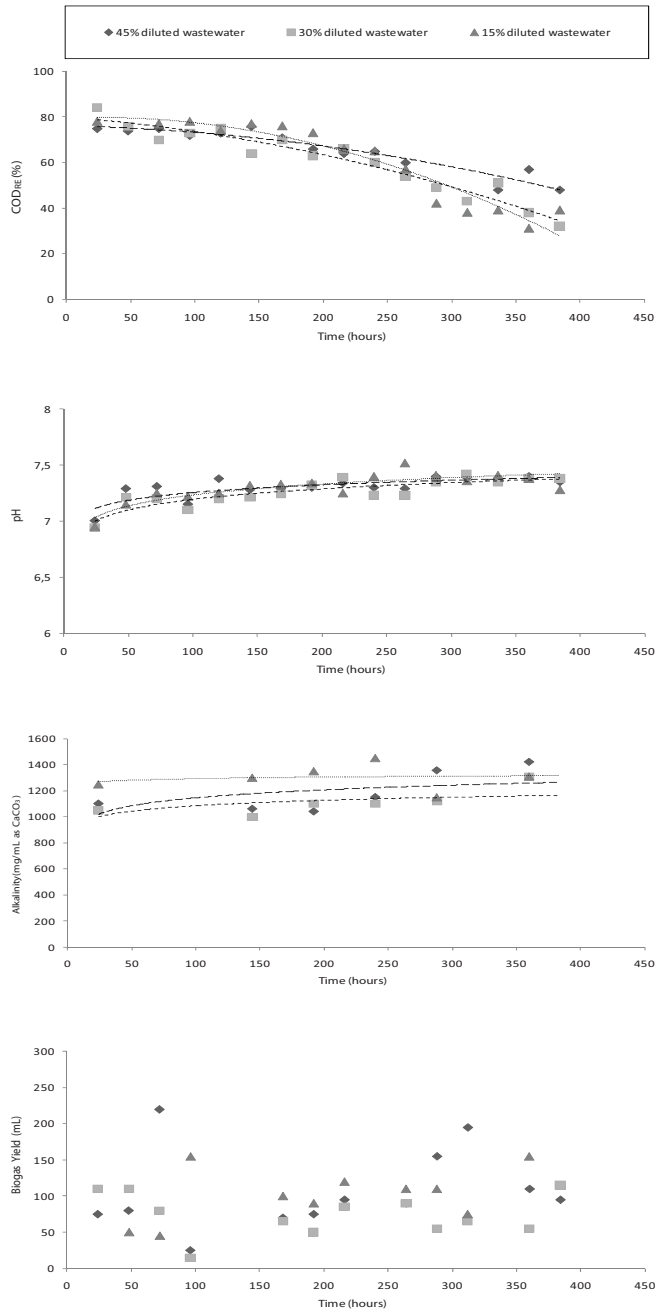 45% diluted wastewater 30% diluted wastewater 15% diluted wastewater
100
80
60
40
20
0
COD_RE (%)
0 50 100 150 200 250 300 350 400 450
Time (hours)
8
7,5
7
6,5
6
pH
0 50 100 150 200 250 300 350 400 450
Time (hours)
1600
1400
1200
1000
800
600
400
200
0
Alkalinity(mg/mL as CaCO₃)
0 50 100 150 200 250 300 350 400 450
Time (hours)
300
250
200
150
100
50
0
Biogas Yield (mL)
0 50 100 150 200 250 300 350 400 450
Time (hours)